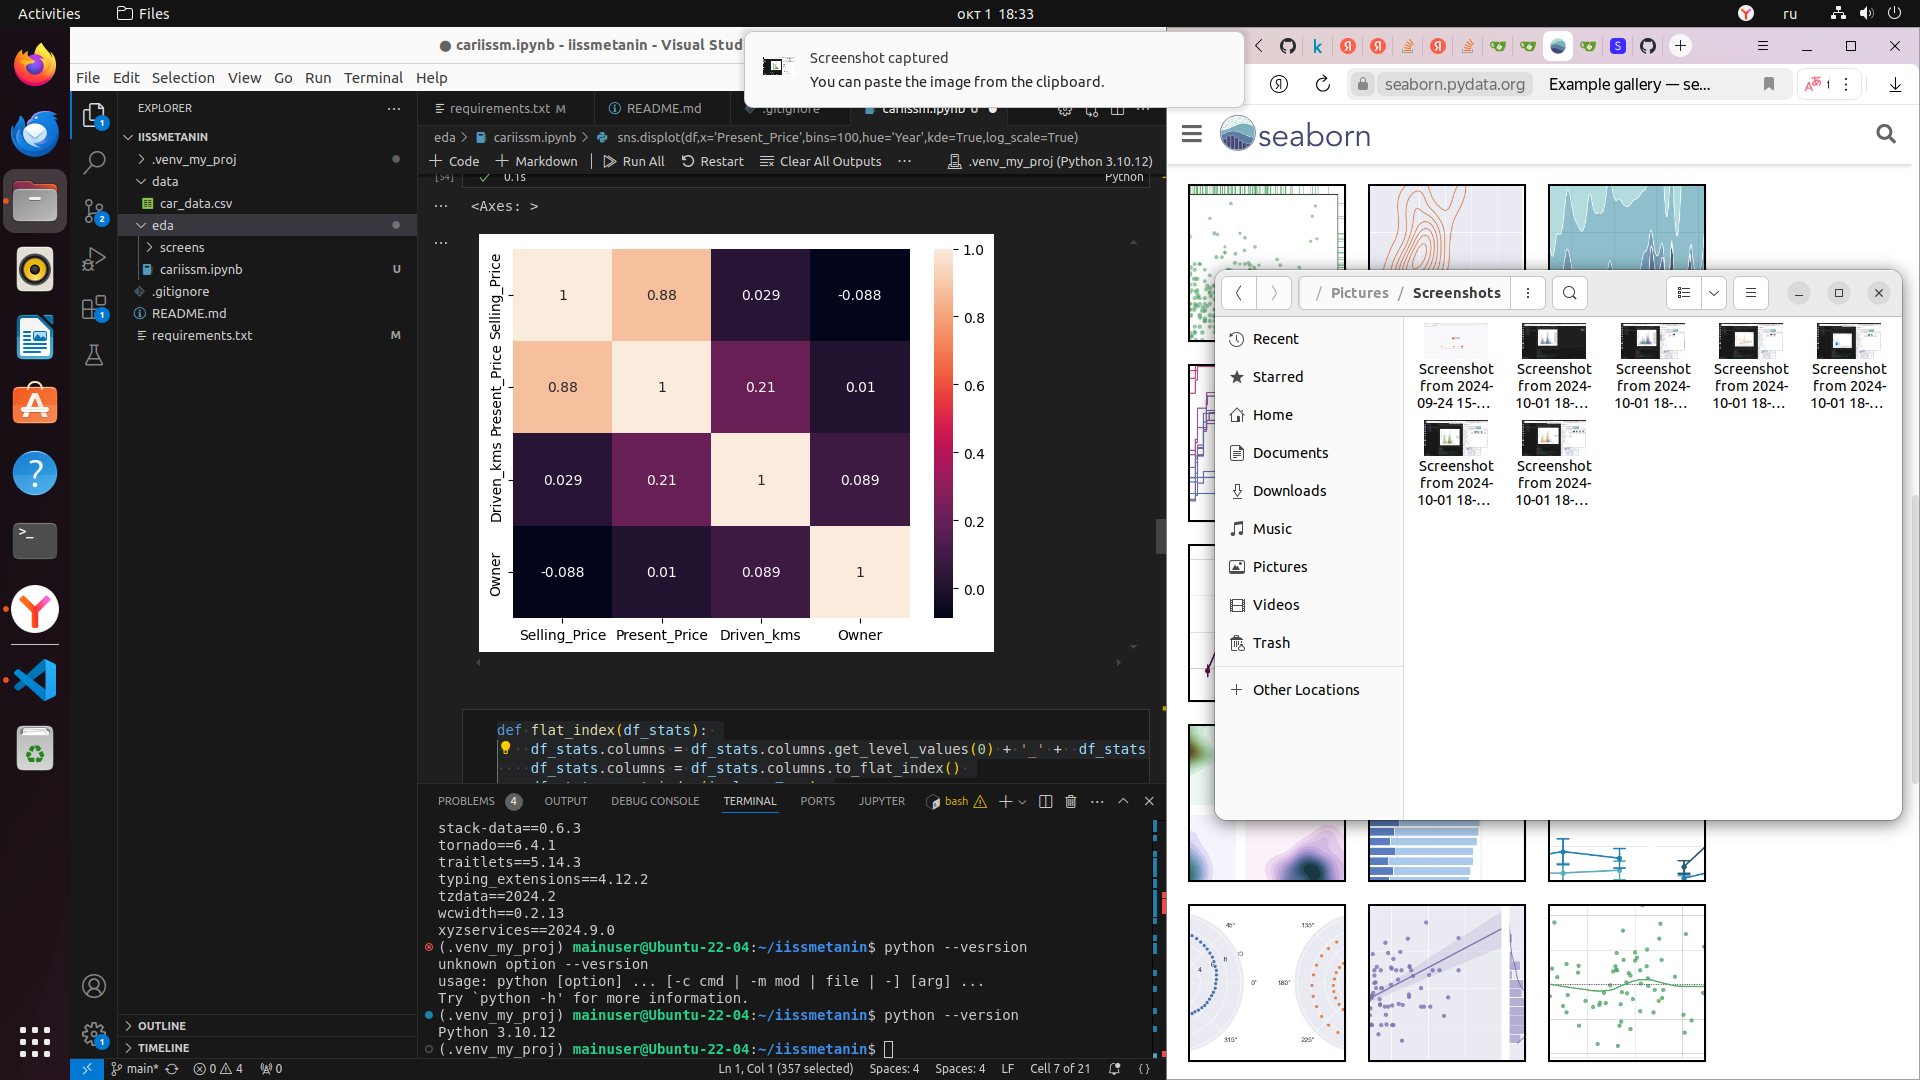 Activities
Files
окт 1 18:33
ru
cariissm.ipynb - iissmetanin - Visual Stud
Screenshot captured
You can paste the image from the clipboard.
File Edit Selection View Go Run Terminal Help
seaborn.pydata.org
Example gallery — se...
EXPLORER
requirements.txt M
README.md
.gitignore
cariissm.ipynb U
IISSMETANIN
.venv_my_proj
data
car_data.csv
eda
screens
cariissm.ipynb U
.gitignore
README.md
requirements.txt M
eda > cariissm.ipynb > sns.displot(df,x='Present_Price',bins=100,hue='Year',kde=True,log_scale=True)
+ Code + Markdown Run All Restart Clear All Outputs ... .venv_my_proj (Python 3.10.12)
[34] 0.1s Python
<Axes: >
Selling_Price 1 0.88 0.029 -0.088
Present_Price 0.88 1 0.21 0.01
Driven_kms 0.029 0.21 1 0.089
Owner -0.088 0.01 0.089 1
Selling_Price Present_Price Driven_kms Owner
1.0
0.8
0.6
0.4
0.2
0.0
def flat_index(df_stats):
df_stats.columns = df_stats.columns.get_level_values(0) + '_' + df_stats
df_stats.columns = df_stats.columns.to_flat_index()
PROBLEMS 4 OUTPUT DEBUG CONSOLE TERMINAL PORTS JUPYTER bash
stack-data==0.6.3
tornado==6.4.1
traitlets==5.14.3
typing_extensions==4.12.2
tzdata==2024.2
wcwidth==0.2.13
xyzservices==2024.9.0
(.venv_my_proj) mainuser@Ubuntu-22-04:~/iissmetanin$ python --vesrsion
unknown option --vesrsion
usage: python [option] ... [-c cmd | -m mod | file | -] [arg] ...
Try `python -h' for more information.
(.venv_my_proj) mainuser@Ubuntu-22-04:~/iissmetanin$ python --version
Python 3.10.12
(.venv_my_proj) mainuser@Ubuntu-22-04:~/iissmetanin$
OUTLINE
TIMELINE
main* 0 4 0
Ln 1, Col 1 (357 selected) Spaces: 4 Spaces: 4 LF Cell 7 of 21
seaborn
/ Pictures / Screenshots
Recent
Starred
Home
Documents
Downloads
Music
Pictures
Videos
Trash
+ Other Locations
Screenshot from 2024-09-24 15-...
Screenshot from 2024-10-01 18-...
Screenshot from 2024-10-01 18-...
Screenshot from 2024-10-01 18-...
Screenshot from 2024-10-01 18-...
Screenshot from 2024-10-01 18-...
Screenshot from 2024-10-01 18-...
45°
0°
315°
135°
180°
225°